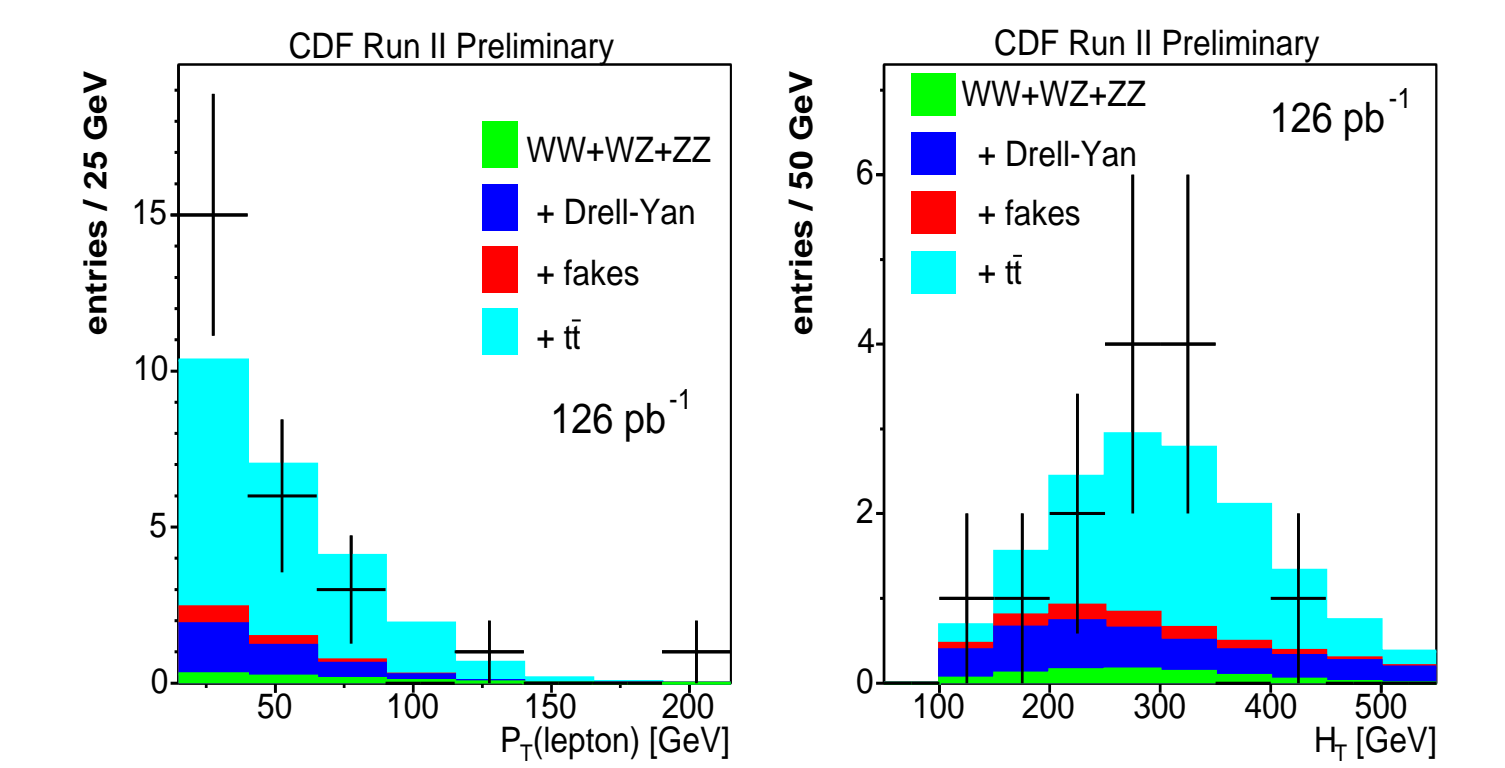 CDF Run II Preliminary
entries / 25 GeV
WW+WZ+ZZ
+ Drell-Yan
+ fakes
+ tt̄
126 pb⁻¹
15
10
5
0
50
100
150
200
P_T(lepton) [GeV]
CDF Run II Preliminary
entries / 50 GeV
WW+WZ+ZZ
+ Drell-Yan
+ fakes
+ tt̄
126 pb⁻¹
6
4
2
0
100
200
300
400
500
H_T [GeV]